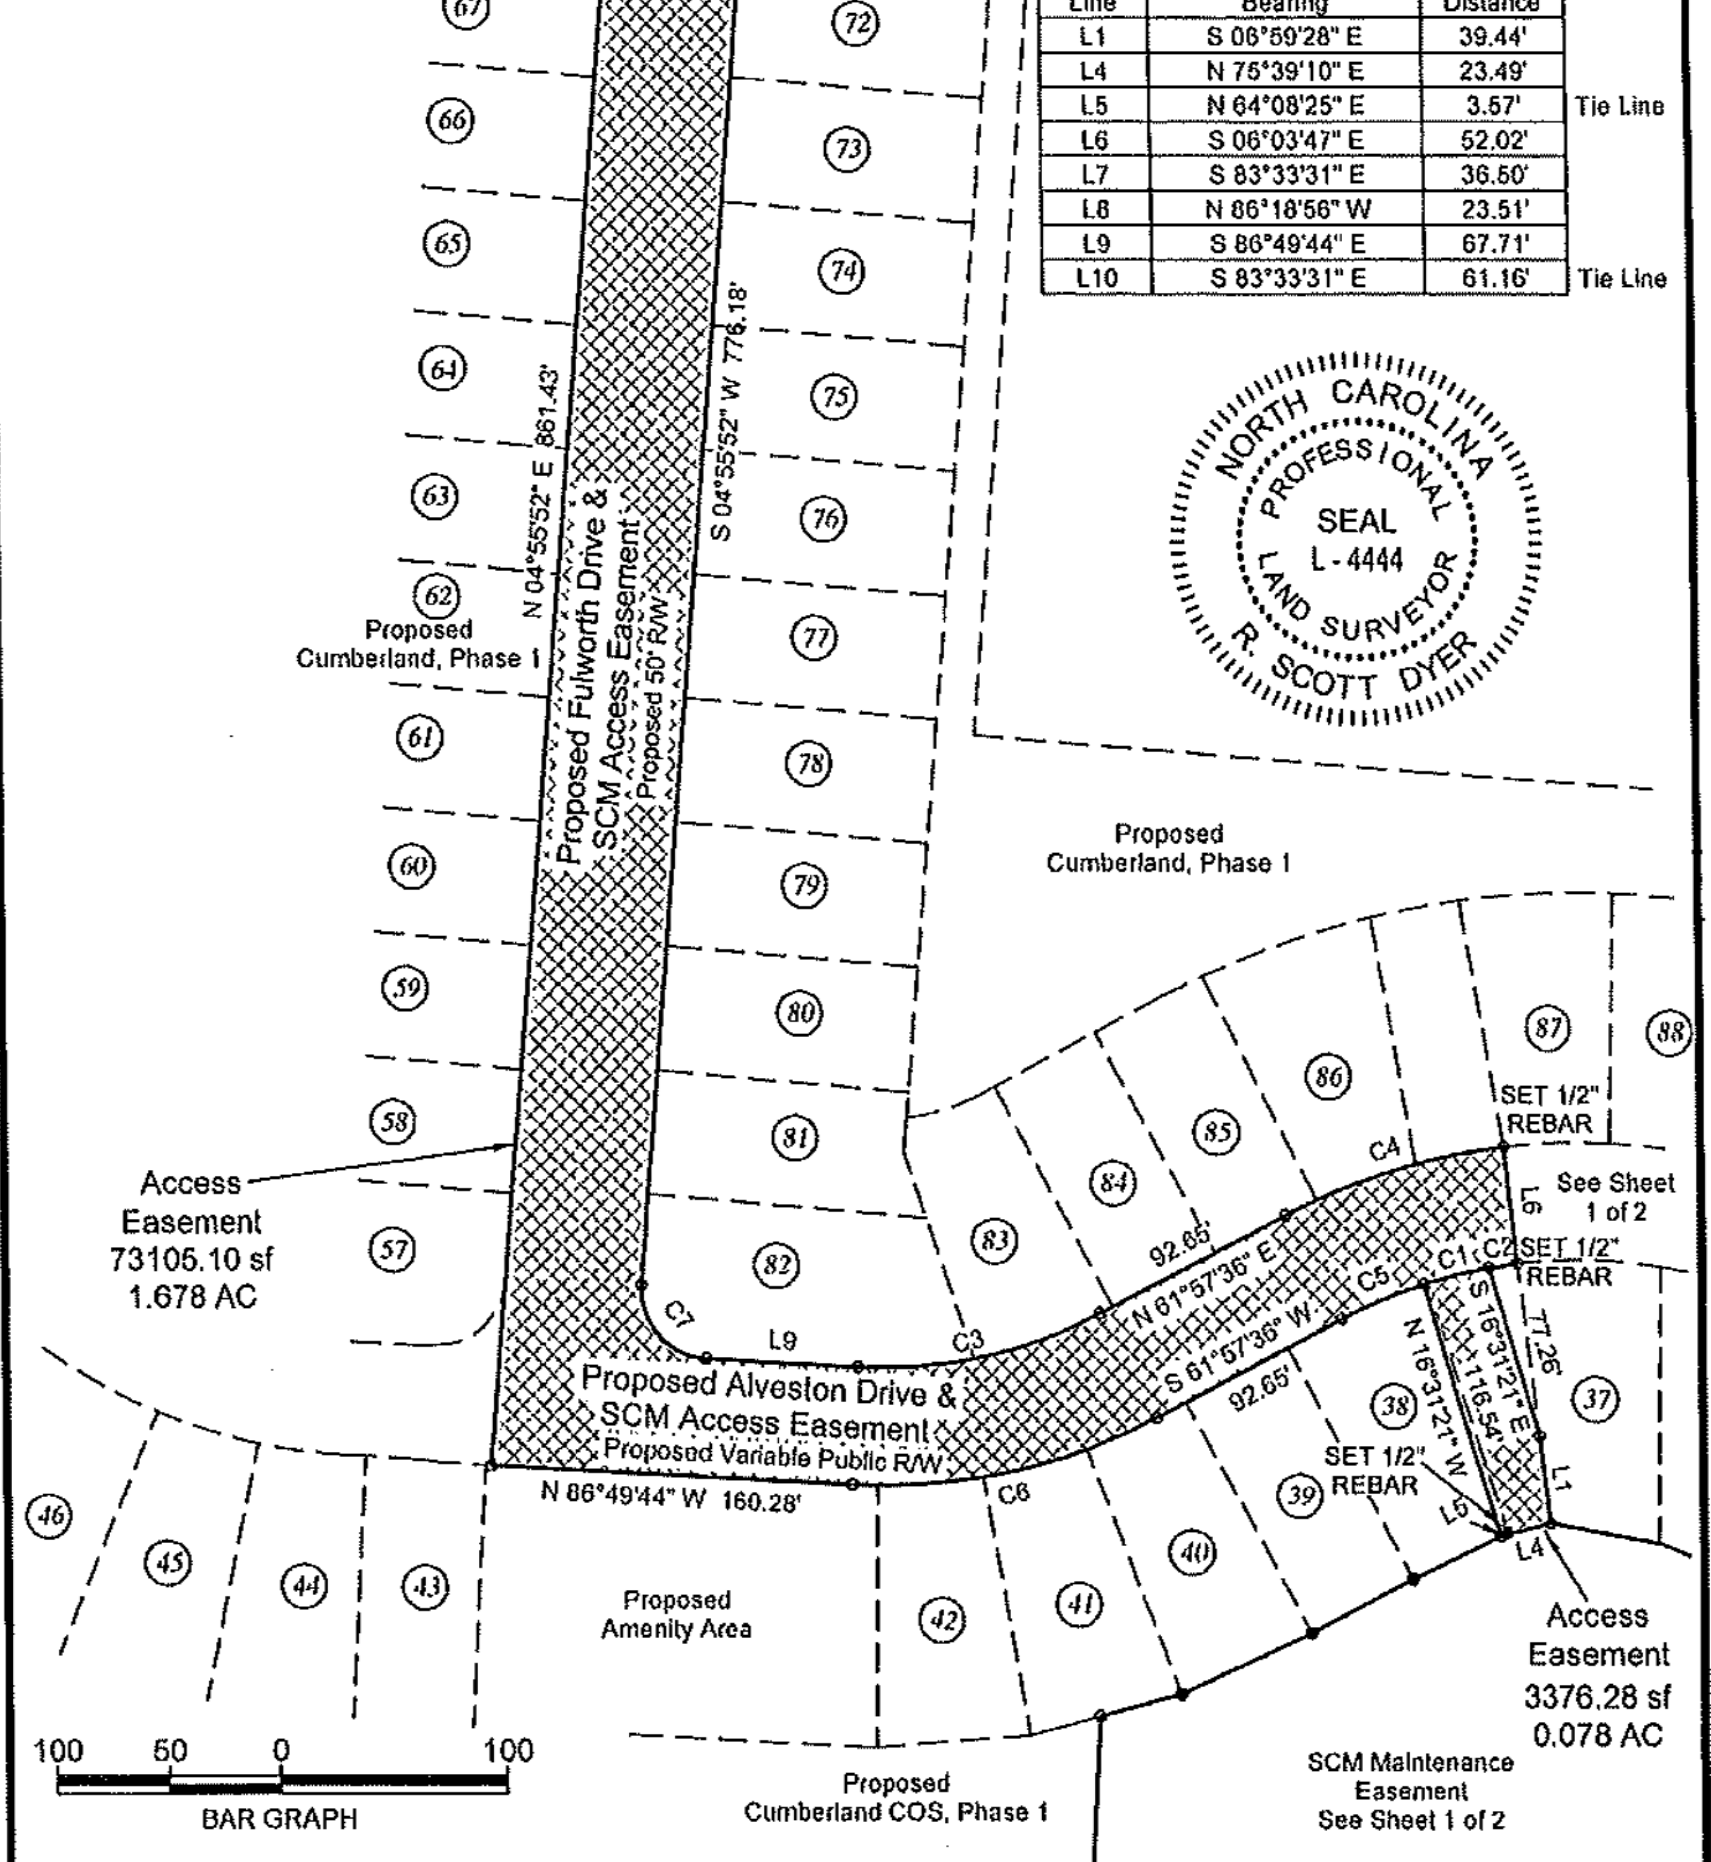 Line Bearing Distance
L1 S 06°59'28" E 39.44'
L4 N 75°39'10" E 23.49'
L5 N 64°08'25" E 3.57' Tie Line
L6 S 06°03'47" E 52.02'
L7 S 83°33'31" E 36.50'
L8 N 86°18'56" W 23.51'
L9 S 86°49'44" E 67.71'
L10 S 83°33'31" E 61.16' Tie Line
NORTH CAROLINA
PROFESSIONAL
SEAL
L-4444
LAND SURVEYOR
R. SCOTT DYER
67
66
65
64
63
62
Proposed
Cumberland, Phase 1
61
60
59
58
57
72
73
74
75
76
77
78
79
80
81
82
N 04°55'52" E 861.43'
S 04°55'52" W 776.18'
Proposed Fulworth Drive &
SCM Access Easement
Proposed 50' R/W
Proposed
Cumberland, Phase 1
83
84
85
86
87
88
SET 1/2"
REBAR
See Sheet
1 of 2
L6
SET 1/2"
REBAR
C4
C1
C2
C5
C3
C7
L9
92.65'
N 61°57'36" E
S 61°57'36" W
92.65'
Access
Easement
73105.10 sf
1.678 AC
Proposed Alveston Drive &
SCM Access Easement
Proposed Variable Public R/W
N 86°49'44" W 160.28'
C6
N 16°31'21" W
116.54'
S 16°31'21" E
77.26'
L1
SET 1/2"
REBAR
L5
L4
37
38
39
40
41
42
43
44
45
46
Proposed
Amenity Area
Access
Easement
3376.28 sf
0.078 AC
100 50 0 100
BAR GRAPH
Proposed
Cumberland COS, Phase 1
SCM Maintenance
Easement
See Sheet 1 of 2